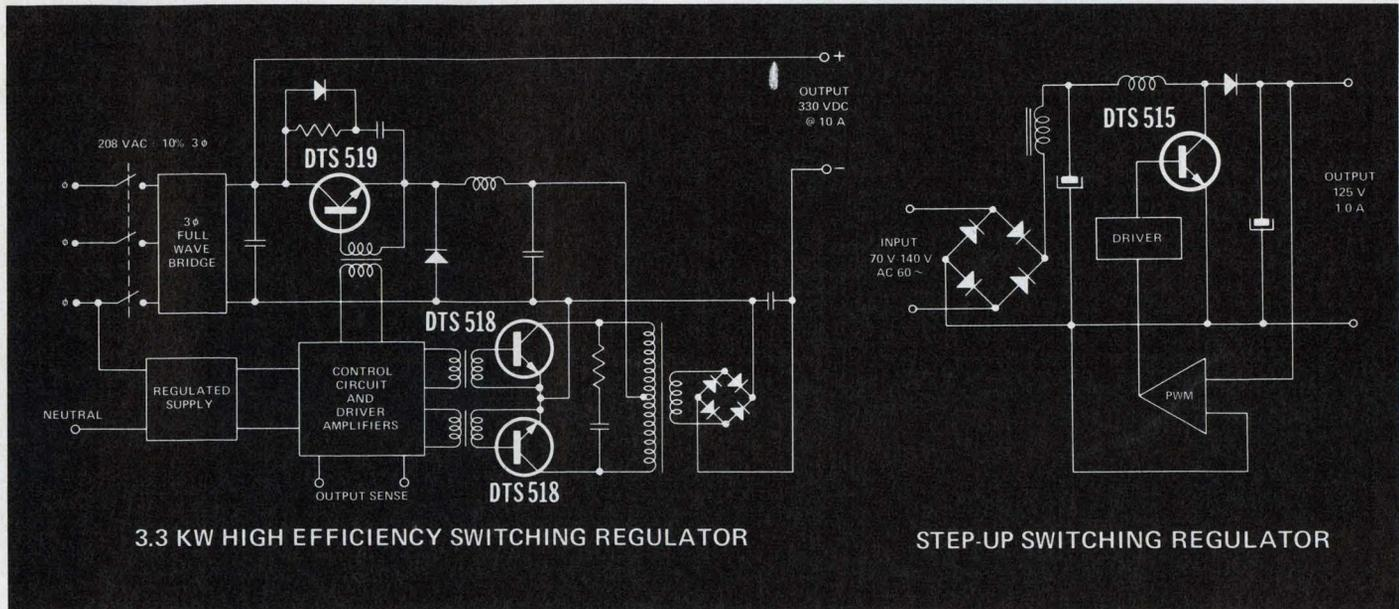 208 VAC 10% 3ϕ
ϕ
ϕ
ϕ
3ϕ
FULL
WAVE
BRIDGE
DTS 519
+
OUTPUT
330 VDC
@ 10 A
−
DTS 518
REGULATED
SUPPLY
NEUTRAL
CONTROL
CIRCUIT
AND
DRIVER
AMPLIFIERS
OUTPUT SENSE
DTS 518
3.3 KW HIGH EFFICIENCY SWITCHING REGULATOR
DTS 515
INPUT
70 V-140 V
AC 60 ~
DRIVER
OUTPUT
125 V
1.0 A
PWM
STEP-UP SWITCHING REGULATOR